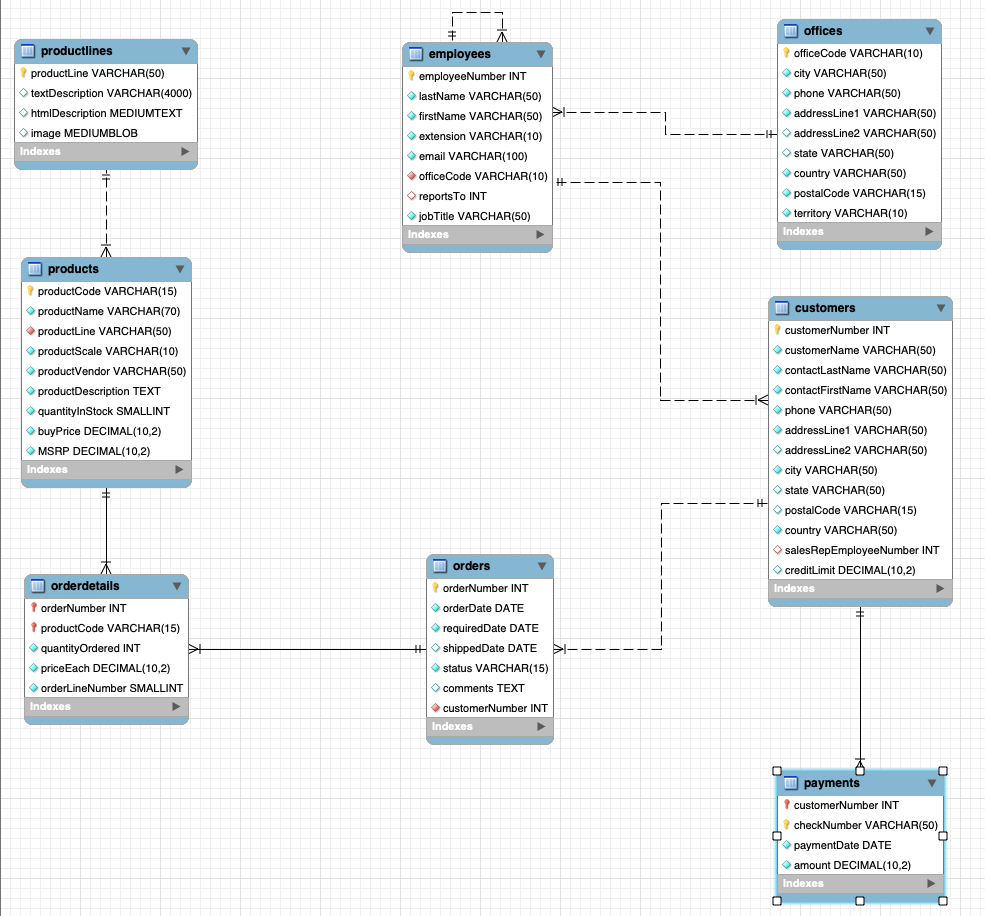 productlines
productLine VARCHAR(50)
textDescription VARCHAR(4000)
htmlDescription MEDIUMTEXT
image MEDIUMBLOB
Indexes
employees
employeeNumber INT
lastName VARCHAR(50)
firstName VARCHAR(50)
extension VARCHAR(10)
email VARCHAR(100)
officeCode VARCHAR(10)
reportsTo INT
jobTitle VARCHAR(50)
Indexes
offices
officeCode VARCHAR(10)
city VARCHAR(50)
phone VARCHAR(50)
addressLine1 VARCHAR(50)
addressLine2 VARCHAR(50)
state VARCHAR(50)
country VARCHAR(50)
postalCode VARCHAR(15)
territory VARCHAR(10)
Indexes
products
productCode VARCHAR(15)
productName VARCHAR(70)
productLine VARCHAR(50)
productScale VARCHAR(10)
productVendor VARCHAR(50)
productDescription TEXT
quantityInStock SMALLINT
buyPrice DECIMAL(10,2)
MSRP DECIMAL(10,2)
Indexes
customers
customerNumber INT
customerName VARCHAR(50)
contactLastName VARCHAR(50)
contactFirstName VARCHAR(50)
phone VARCHAR(50)
addressLine1 VARCHAR(50)
addressLine2 VARCHAR(50)
city VARCHAR(50)
state VARCHAR(50)
postalCode VARCHAR(15)
country VARCHAR(50)
salesRepEmployeeNumber INT
creditLimit DECIMAL(10,2)
Indexes
orderdetails
orderNumber INT
productCode VARCHAR(15)
quantityOrdered INT
priceEach DECIMAL(10,2)
orderLineNumber SMALLINT
Indexes
orders
orderNumber INT
orderDate DATE
requiredDate DATE
shippedDate DATE
status VARCHAR(15)
comments TEXT
customerNumber INT
Indexes
payments
customerNumber INT
checkNumber VARCHAR(50)
paymentDate DATE
amount DECIMAL(10,2)
Indexes